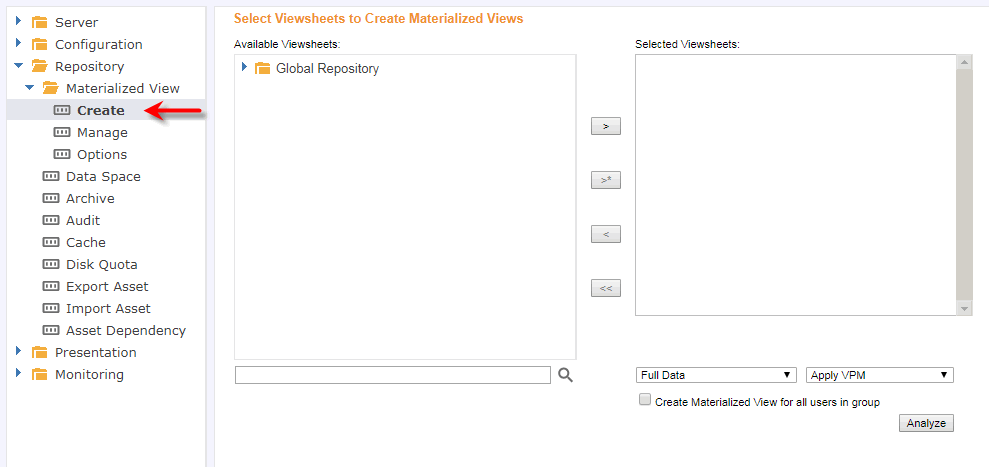 Server
Configuration
Repository
Materialized View
Create
Manage
Options
Data Space
Archive
Audit
Cache
Disk Quota
Export Asset
Import Asset
Asset Dependency
Presentation
Monitoring
Select Viewsheets to Create Materialized Views
Available Viewsheets:
Global Repository
>
>*
<
<<
Selected Viewsheets:
Full Data
Apply VPM
Create Materialized View for all users in group
Analyze